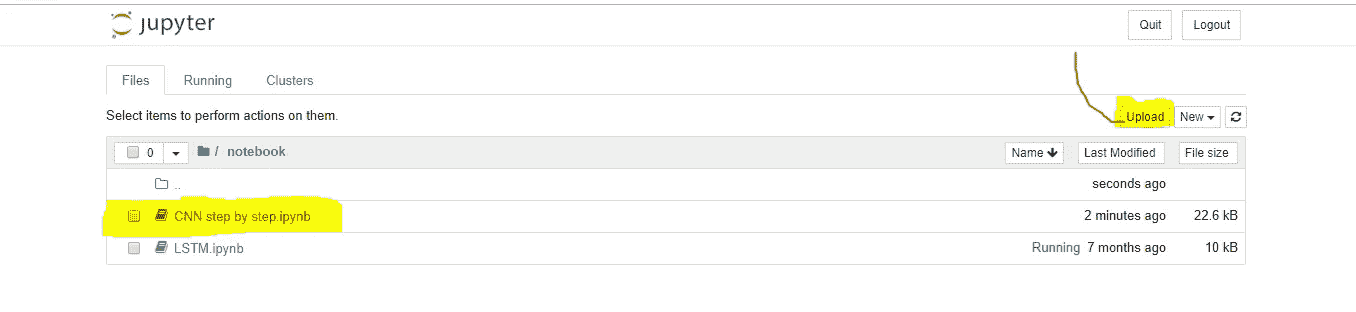 jupyter
Quit Logout
Files Running Clusters
Select items to perform actions on them.
Upload New
0 / notebook Name Last Modified File size
.. seconds ago
CNN step by step.ipynb 2 minutes ago 22.6 kB
LSTM.ipynb Running 7 months ago 10 kB